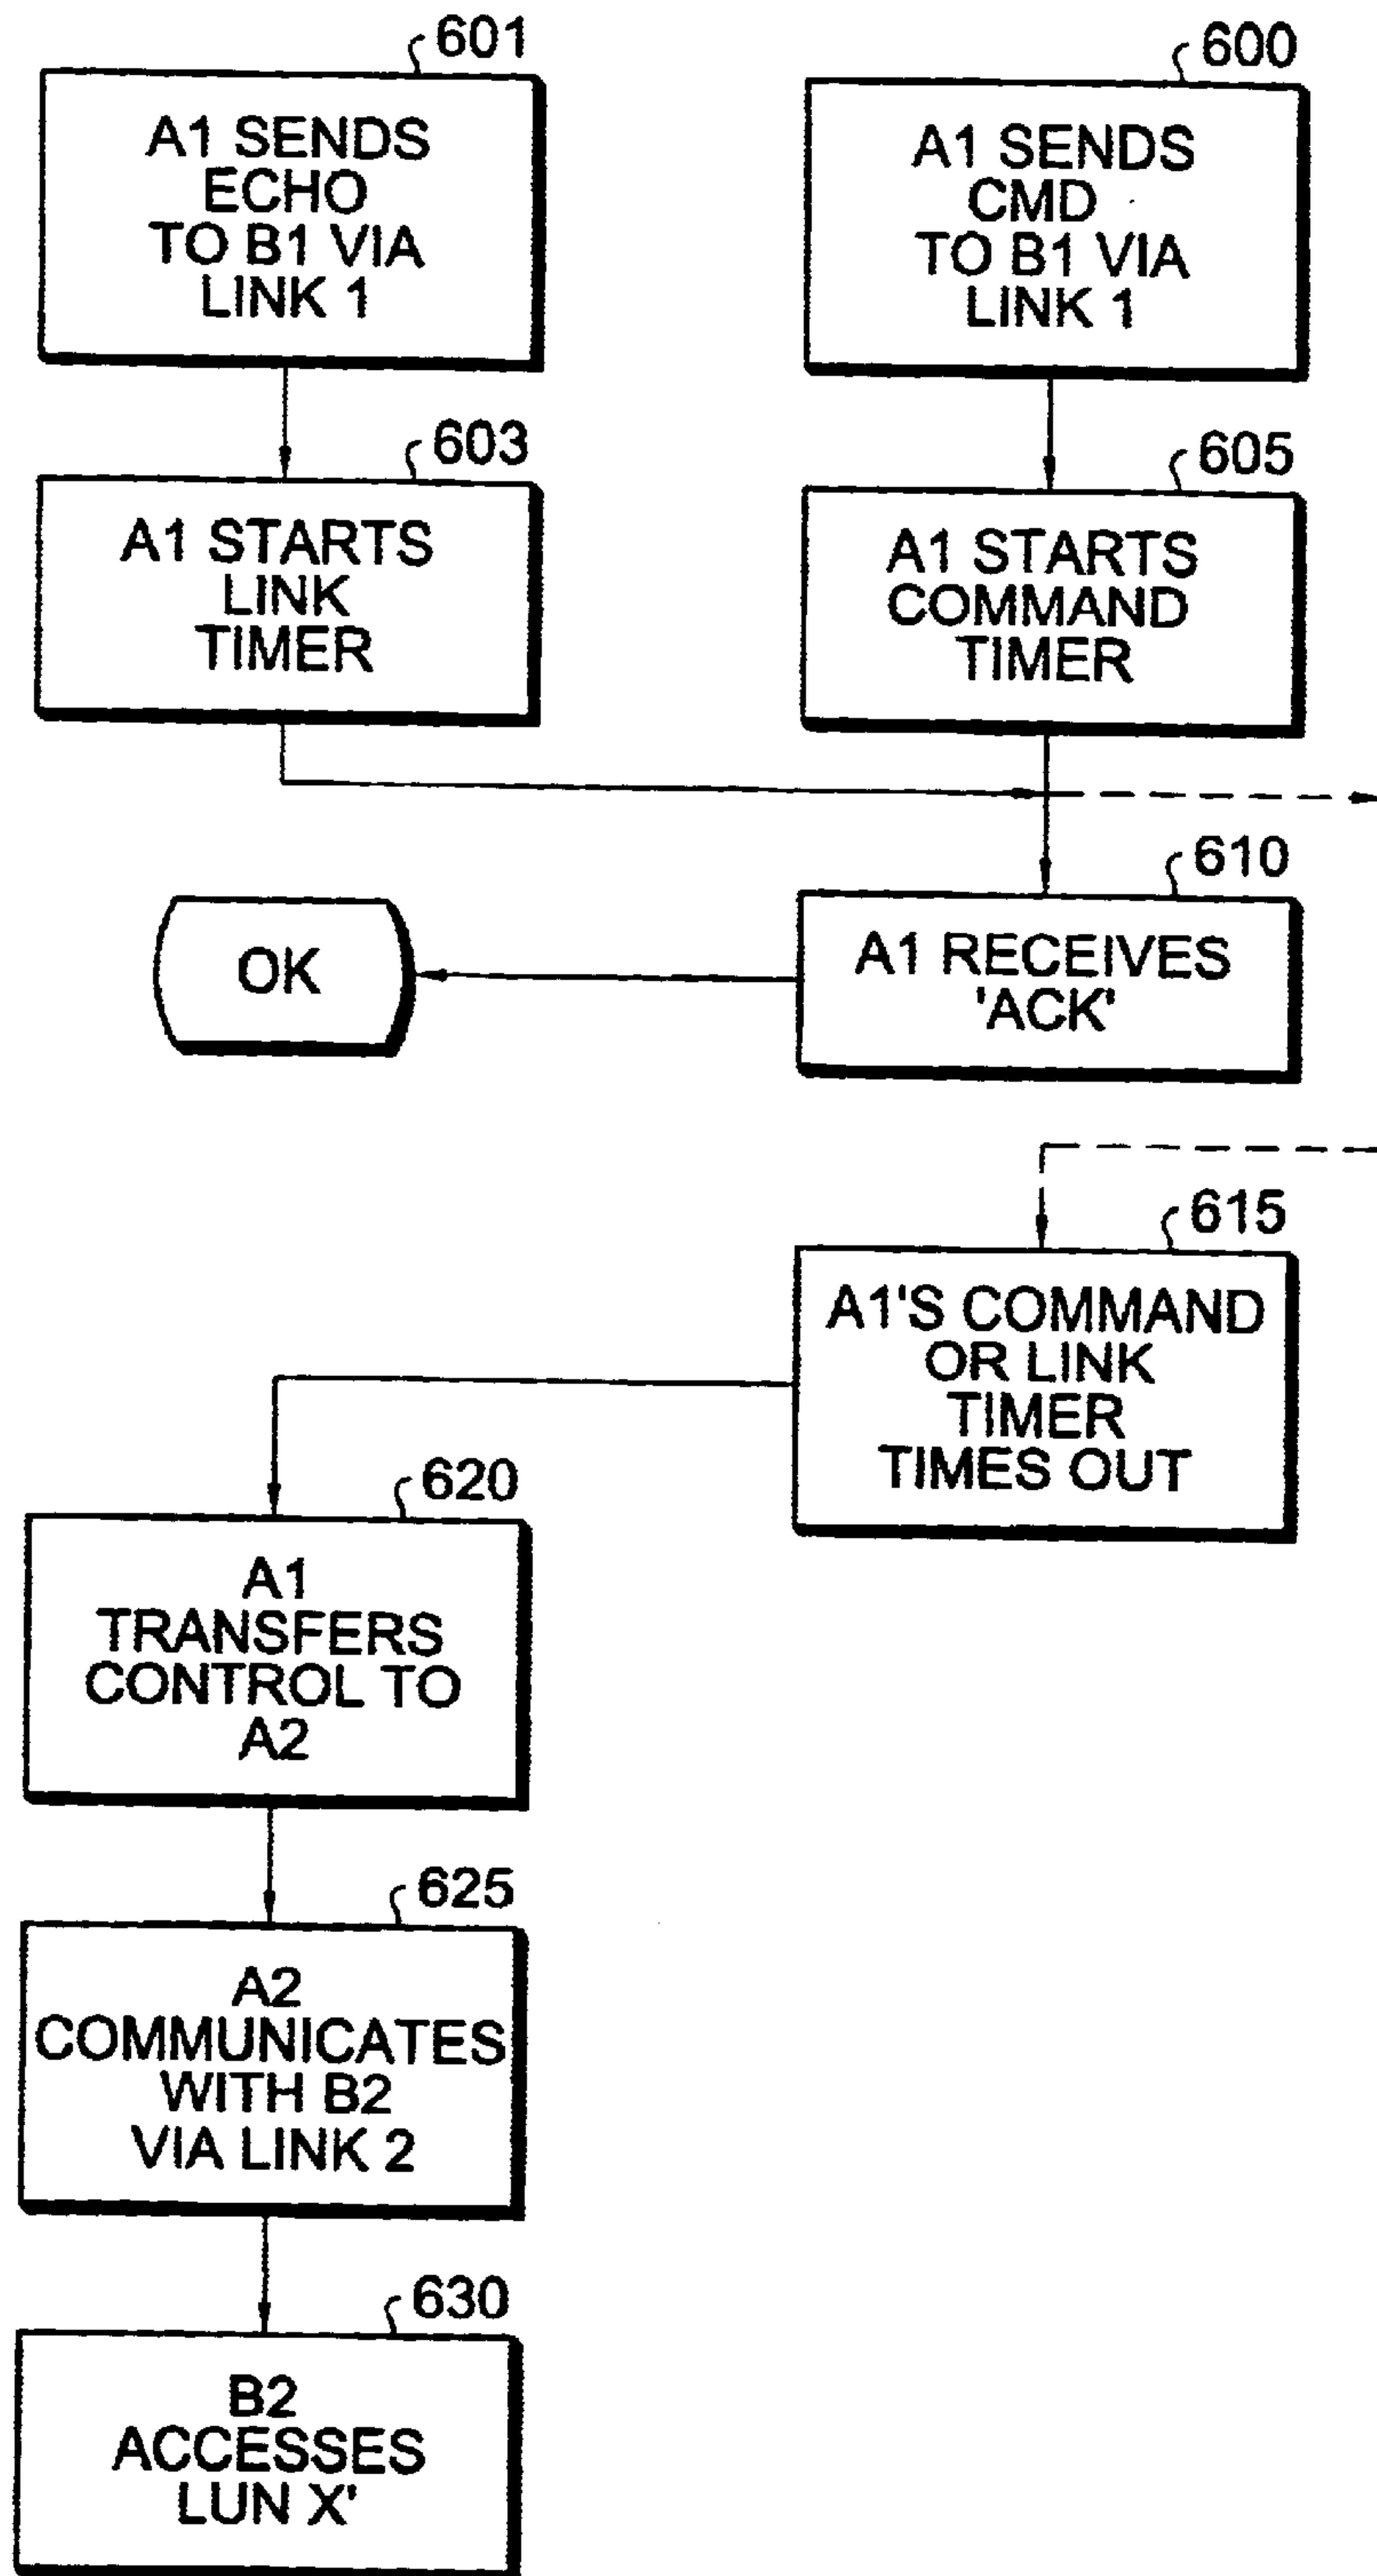 601
A1 SENDS
ECHO
TO B1 VIA
LINK 1
600
A1 SENDS
CMD
TO B1 VIA
LINK 1
603
A1 STARTS
LINK
TIMER
605
A1 STARTS
COMMAND
TIMER
610
A1 RECEIVES
'ACK'
OK
615
A1'S COMMAND
OR LINK
TIMER
TIMES OUT
620
A1
TRANSFERS
CONTROL TO
A2
625
A2
COMMUNICATES
WITH B2
VIA LINK 2
630
B2
ACCESSES
LUN X'